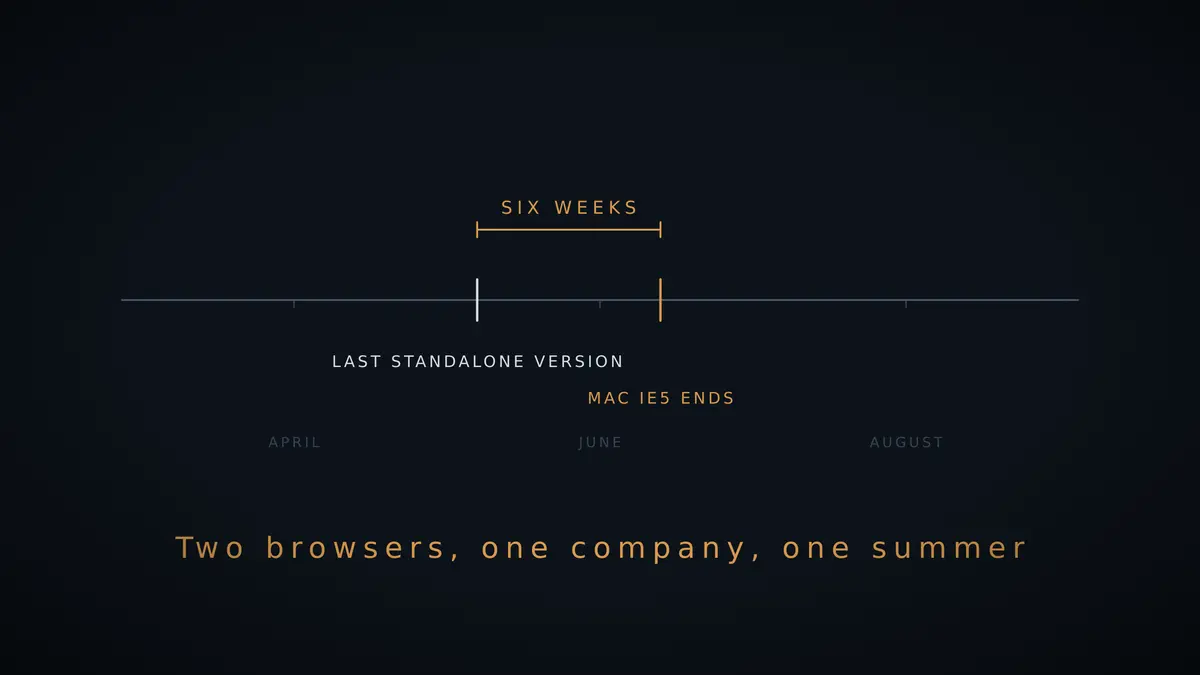 SIX WEEKS
LAST STANDALONE VERSION
MAC IE5 ENDS
APRIL JUNE AUGUST
Two browsers, one company, one summer